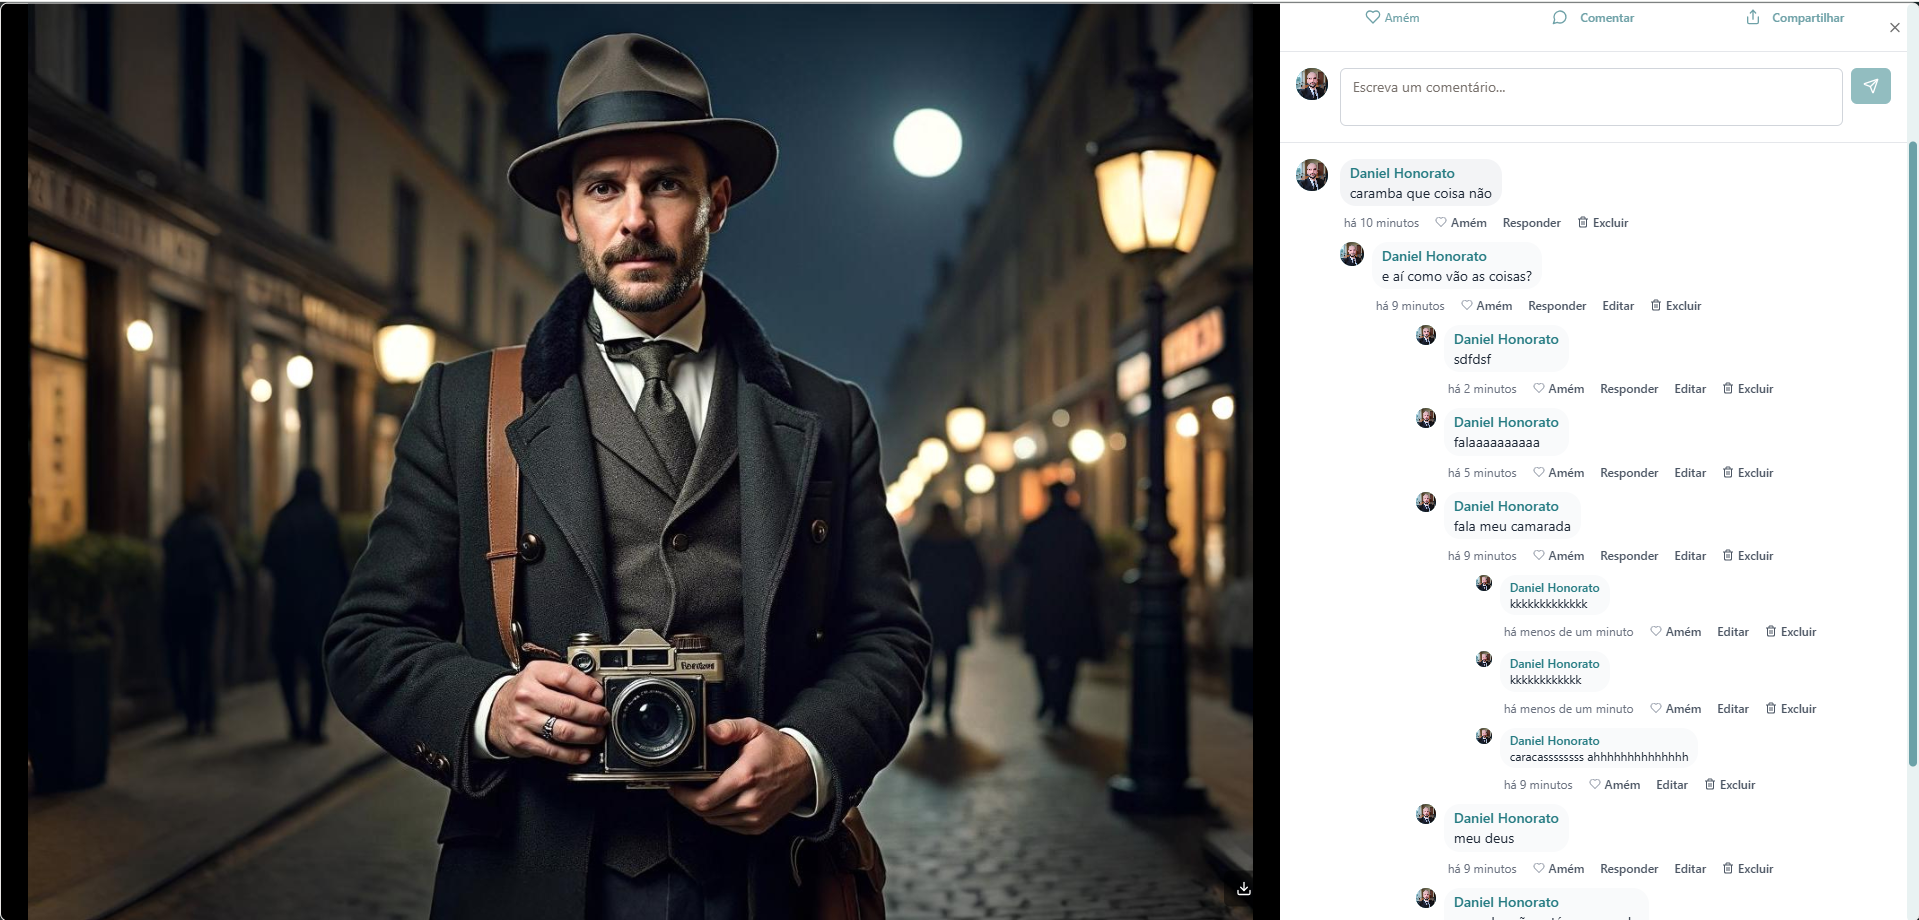 Amém
Comentar
Compartilhar
Escreva um comentário...
Daniel Honorato
caramba que coisa não
há 10 minutos Amém Responder Excluir
Daniel Honorato
e aí como vão as coisas?
há 9 minutos Amém Responder Editar Excluir
Daniel Honorato
sdfdsf
há 2 minutos Amém Responder Editar Excluir
Daniel Honorato
falaaaaaaaaaa
há 5 minutos Amém Responder Editar Excluir
Daniel Honorato
fala meu camarada
há 9 minutos Amém Responder Editar Excluir
Daniel Honorato
kkkkkkkkkkkkk
há menos de um minuto Amém Editar Excluir
Daniel Honorato
kkkkkkkkkkkk
há menos de um minuto Amém Editar Excluir
Daniel Honorato
caracassssssss ahhhhhhhhhhhhhh
há 9 minutos Amém Editar Excluir
Daniel Honorato
meu deus
há 9 minutos Amém Responder Editar Excluir
Daniel Honorato